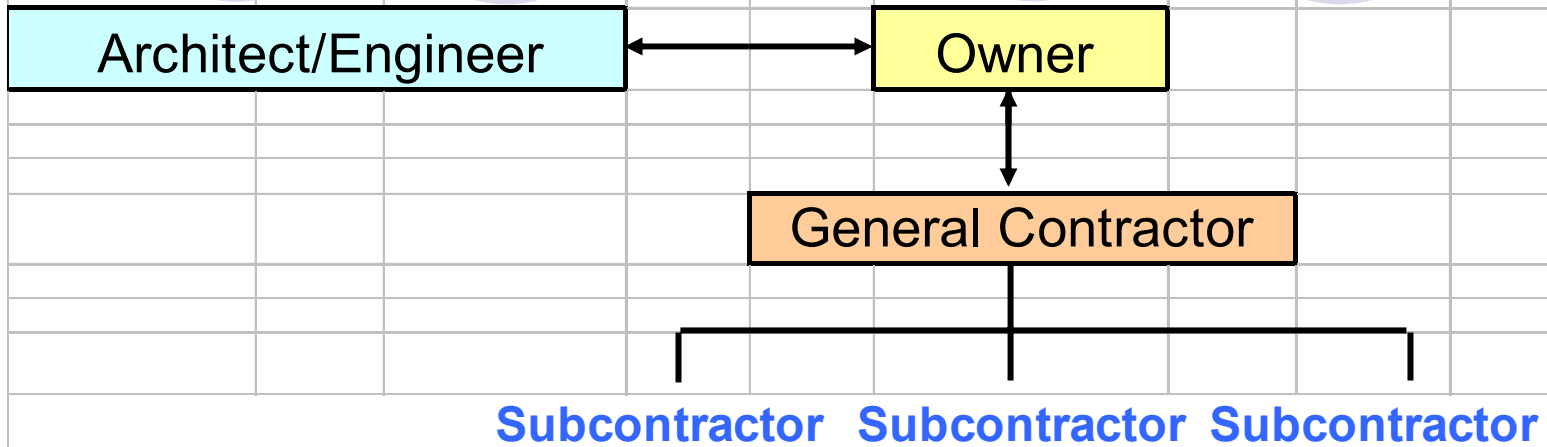 Architect/Engineer Owner
General Contractor
Subcontractor Subcontractor Subcontractor